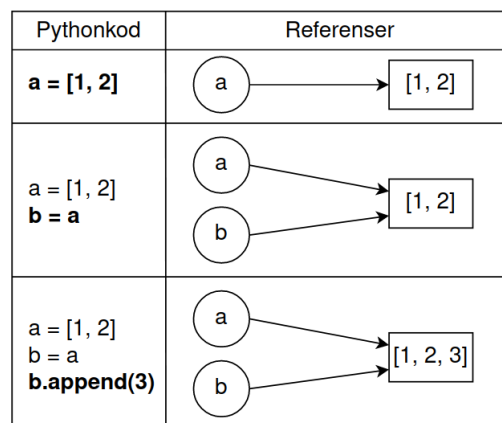 Pythonkod
Referenser
a = [1, 2]
a
[1, 2]
a = [1, 2]
b = a
a
b
[1, 2]
a = [1, 2]
b = a
b.append(3)
a
b
[1, 2, 3]